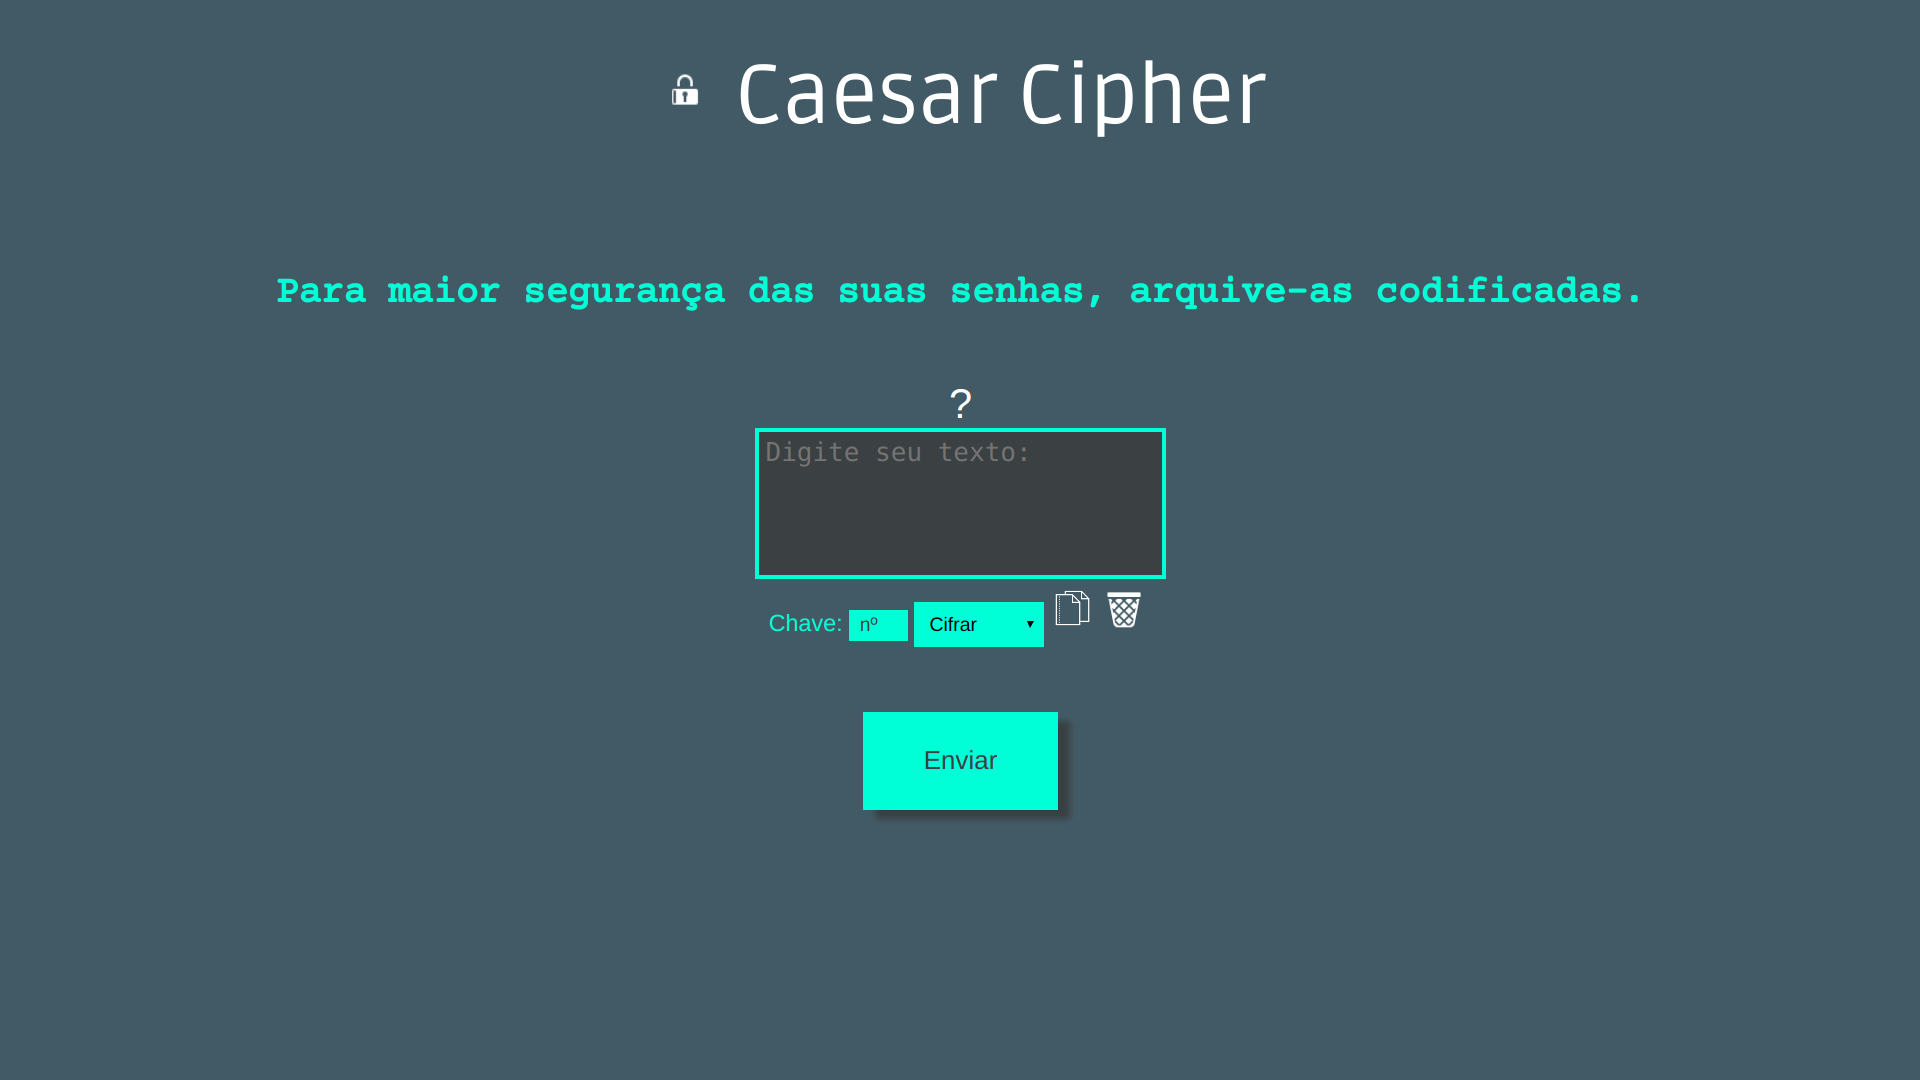 Caesar Cipher
Para maior segurança das suas senhas, arquive-as codificadas.
?
Digite seu texto:
Chave: nº Cifrar
Enviar